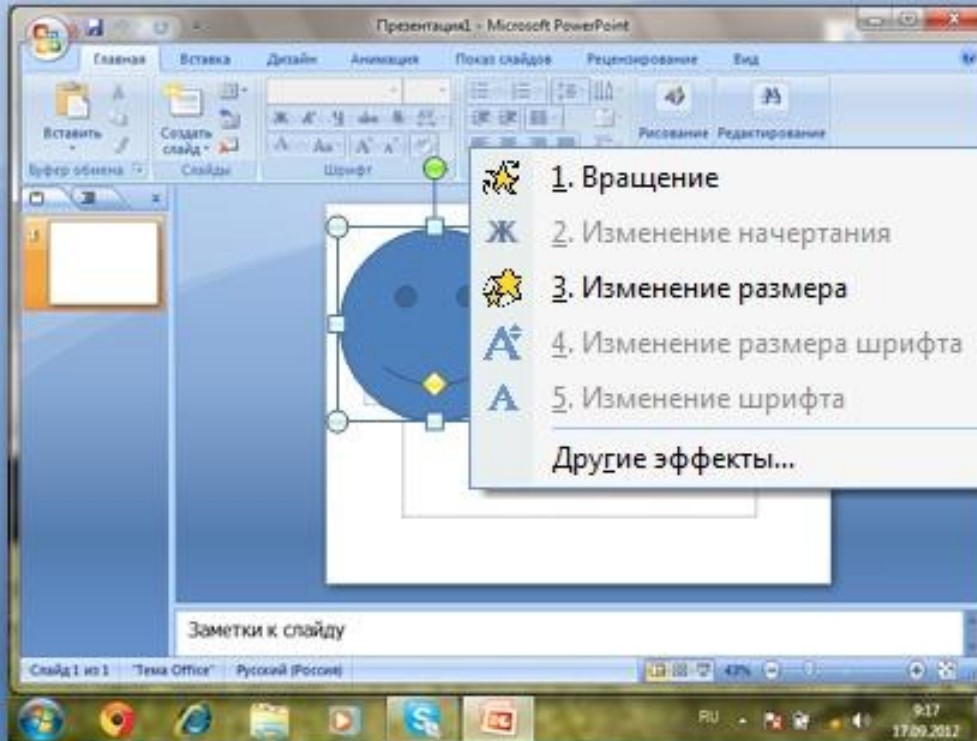 Презентация1 - Microsoft PowerPoint
Главная Вставка Дизайн Анимация Показ слайдов Рецензирование Вид
Вставить
Создать слайд
Рисование Редактирование
Буфер обмена Слайды Шрифт
1. Вращение
2. Изменение начертания
3. Изменение размера
4. Изменение размера шрифта
5. Изменение шрифта
Другие эффекты...
Заметки к слайду
Слайд 1 из 1 "Тема Office" Русский (Россия) 43%
RU 9:17
17.09.2012